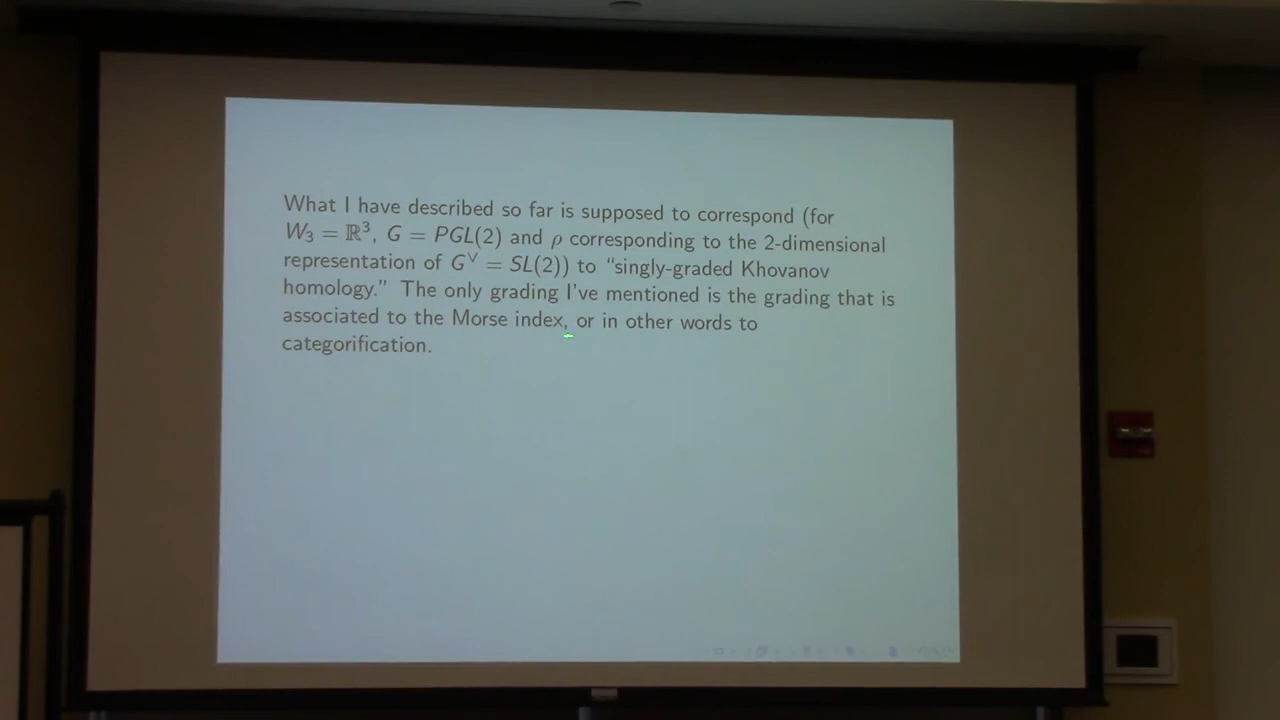 What I have described so far is supposed to correspond (for
W₃ = ℝ³, G = PGL(2) and ρ corresponding to the 2-dimensional
representation of G^∨ = SL(2)) to “singly-graded Khovanov
homology.” The only grading I've mentioned is the grading that is
associated to the Morse index, or in other words to
categorification.